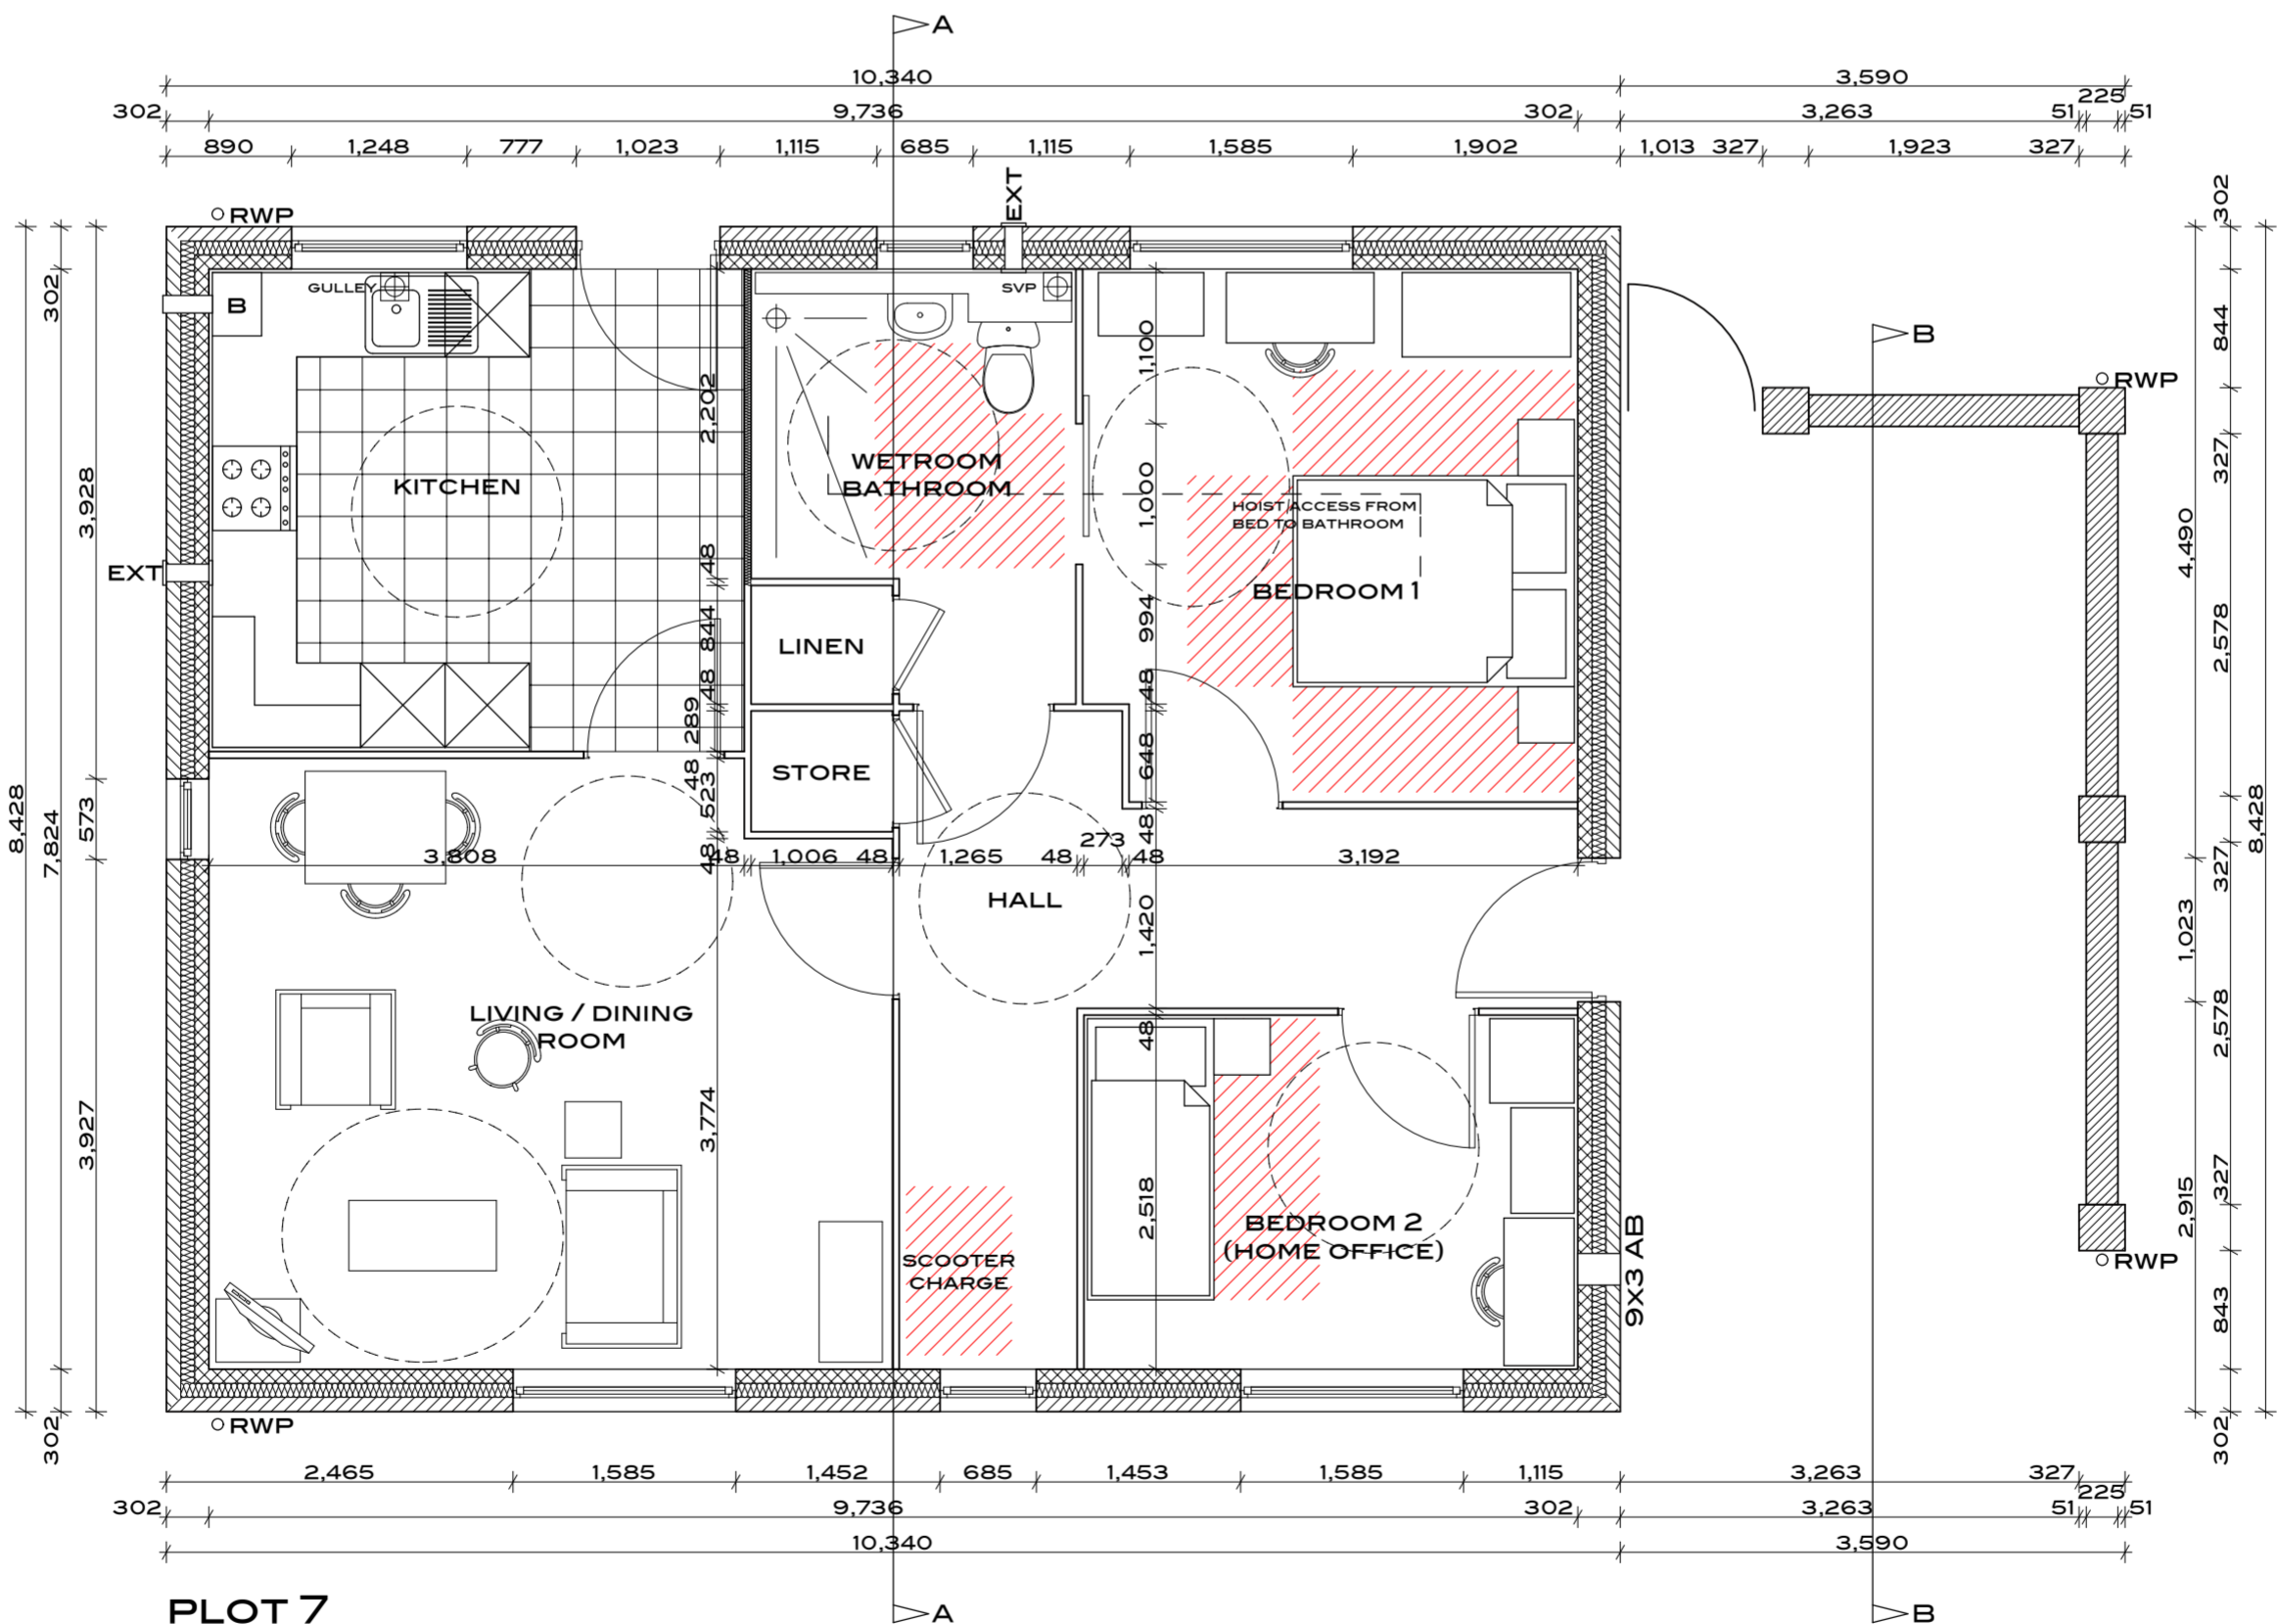 A
10,340 3,590
302 9,736 302 3,263 51 225 51
890 1,248 777 1,023 1,115 685 1,115 1,585 1,902 1,013 327 1,923 327
EXT
RWP
302
302
GULLEY
B
SVP
844
B
RWP
1,100
2,202
327
KITCHEN
WETROOM
BATHROOM
1,000
HOIST ACCESS FROM
BED TO BATHROOM
3,928
4,490
EXT
48
BEDROOM 1
994
844
LINEN
2,578
48
48
289
STORE
648
48
523
573
8,428
7,824
8,428
48
273
48
3,808 48 1,006 48 1,265 48 48 3,192
327
HALL
1,420
1,023
LIVING / DINING
ROOM
48
2,578
3,774
3,927
2,518
327
2,915
BEDROOM 2
(HOME OFFICE)
SCOOTER
CHARGE
9X3 AB
RWP
843
RWP
302
302
2,465 1,585 1,452 685 1,453 1,585 1,115 3,263 327
302 9,736 302 3,263 51 225 51
10,340 3,590
PLOT 7
A
B